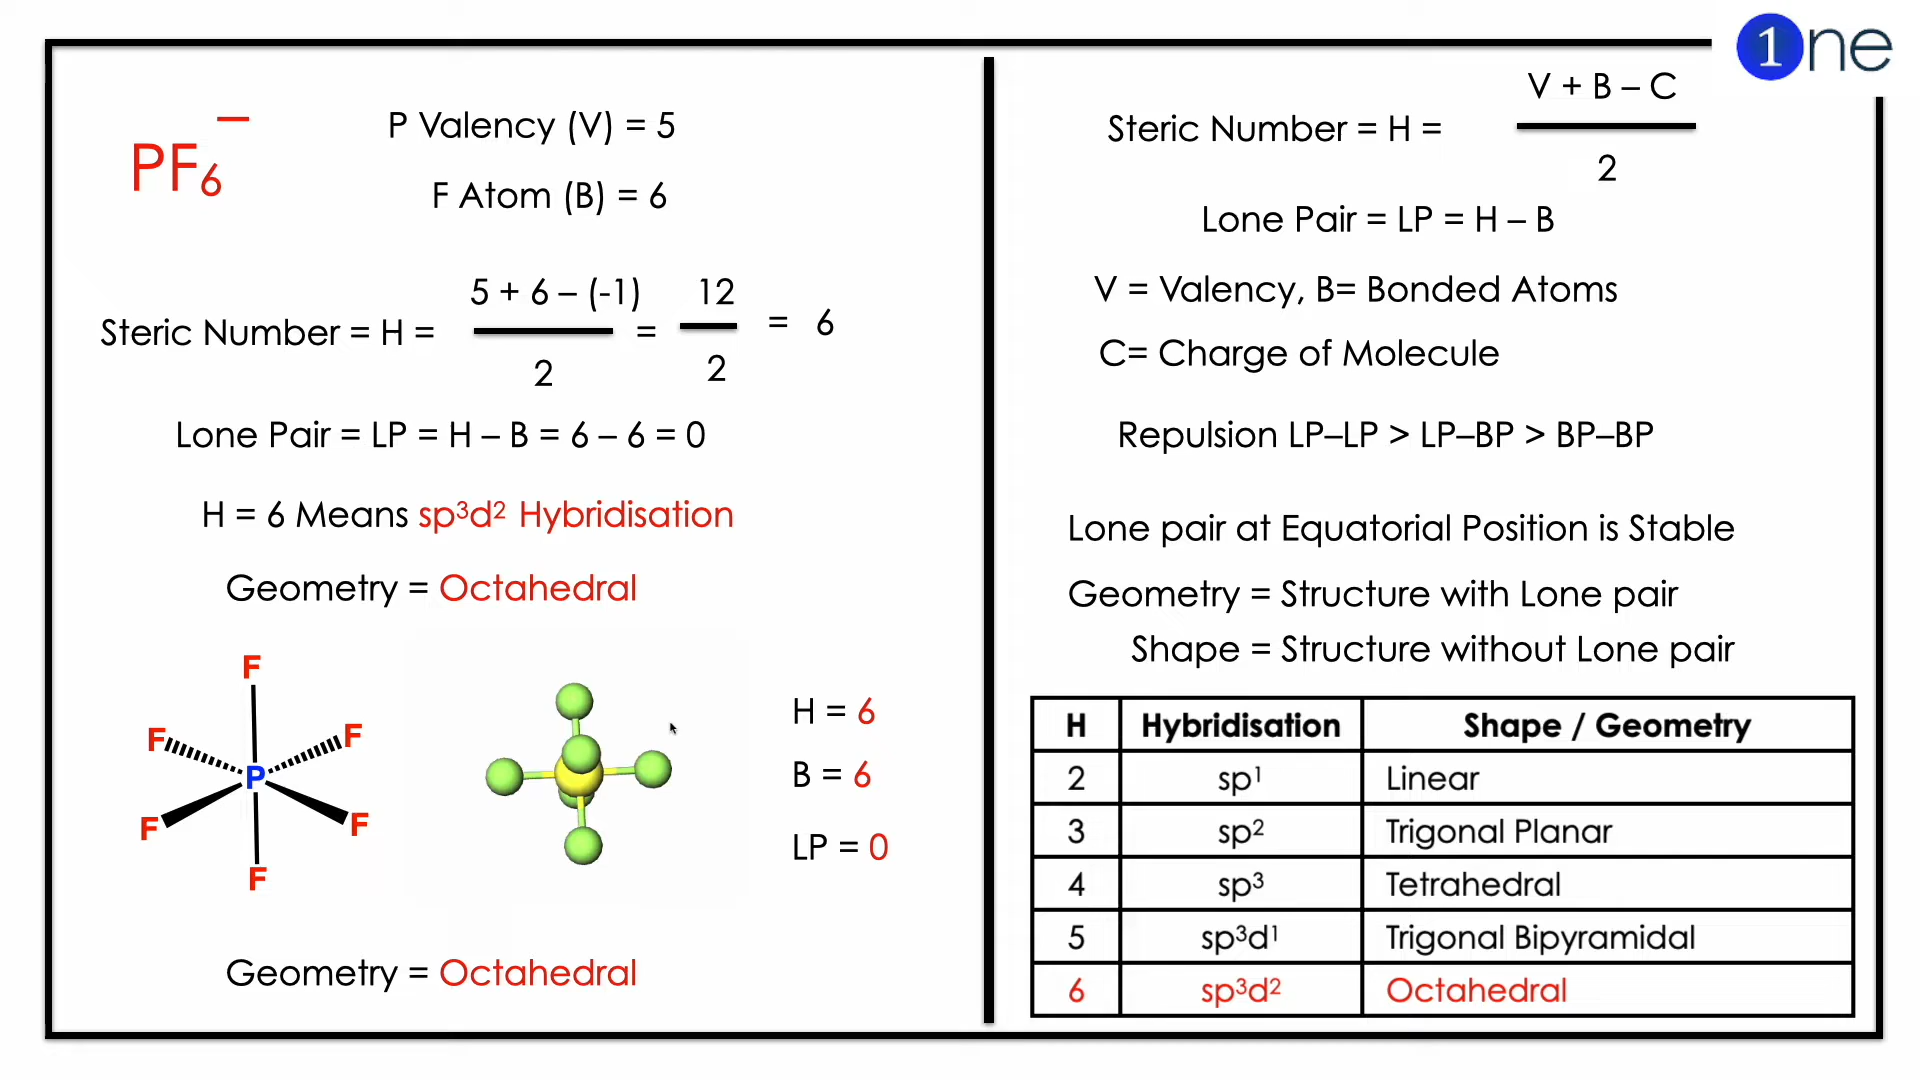 1ne
PF₆⁻
P Valency (V) = 5
F Atom (B) = 6
Steric Number = H =
5 + 6 – (-1)
2
=
12
2
= 6
Lone Pair = LP = H – B = 6 – 6 = 0
H = 6 Means sp³d² Hybridisation
Geometry = Octahedral
F
F
F
P
F
F
F
H = 6
B = 6
LP = 0
Geometry = Octahedral
Steric Number = H =
V + B – C
2
Lone Pair = LP = H – B
V = Valency, B= Bonded Atoms
C= Charge of Molecule
Repulsion LP–LP > LP–BP > BP–BP
Lone pair at Equatorial Position is Stable
Geometry = Structure with Lone pair
Shape = Structure without Lone pair
H Hybridisation Shape / Geometry
2 sp¹ Linear
3 sp² Trigonal Planar
4 sp³ Tetrahedral
5 sp³d¹ Trigonal Bipyramidal
6 sp³d² Octahedral